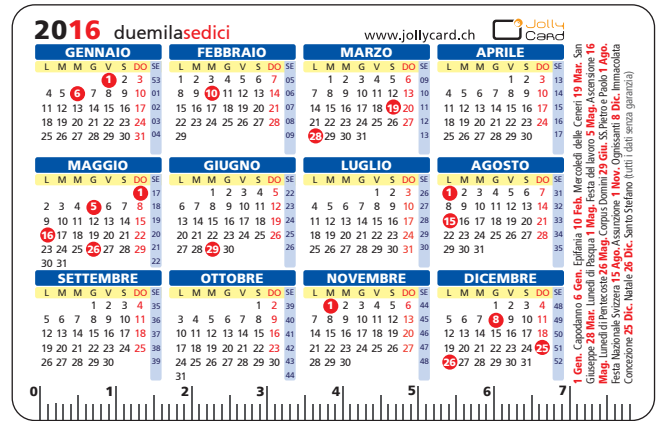 2016 duemilasedici
www.jollycard.ch
Jolly
Card
GENNAIO
L M M G V S DO SE
1 2 3 53
4 5 6 7 8 9 10 01
11 12 13 14 15 16 17 02
18 19 20 21 22 23 24 03
25 26 27 28 29 30 31 04
FEBBRAIO
L M M G V S DO SE
1 2 3 4 5 6 7 05
8 9 10 11 12 13 14 06
15 16 17 18 19 20 21 07
22 23 24 25 26 27 28 08
29 09
MARZO
L M M G V S DO SE
1 2 3 4 5 6 09
7 8 9 10 11 12 13 10
14 15 16 17 18 19 20 11
21 22 23 24 25 26 27 12
28 29 30 31 13
APRILE
L M M G V S DO SE
1 2 3 13
4 5 6 7 8 9 10 14
11 12 13 14 15 16 17 15
18 19 20 21 22 23 24 16
25 26 27 28 29 30 17
MAGGIO
L M M G V S DO SE
1 17
2 3 4 5 6 7 8 18
9 10 11 12 13 14 15 19
16 17 18 19 20 21 22 20
23 24 25 26 27 28 29 21
30 31 22
GIUGNO
L M M G V S DO SE
1 2 3 4 5 22
6 7 8 9 10 11 12 23
13 14 15 16 17 18 19 24
20 21 22 23 24 25 26 25
27 28 29 30 26
LUGLIO
L M M G V S DO SE
1 2 3 26
4 5 6 7 8 9 10 27
11 12 13 14 15 16 17 28
18 19 20 21 22 23 24 29
25 26 27 28 29 30 31 30
AGOSTO
L M M G V S DO SE
1 2 3 4 5 6 7 31
8 9 10 11 12 13 14 32
15 16 17 18 19 20 21 33
22 23 24 25 26 27 28 34
29 30 31 35
SETTEMBRE
L M M G V S DO SE
1 2 3 4 35
5 6 7 8 9 10 11 36
12 13 14 15 16 17 18 37
19 20 21 22 23 24 25 38
26 27 28 29 30 39
OTTOBRE
L M M G V S DO SE
1 2 39
3 4 5 6 7 8 9 40
10 11 12 13 14 15 16 41
17 18 19 20 21 22 23 42
24 25 26 27 28 29 30 43
31 44
NOVEMBRE
L M M G V S DO SE
1 2 3 4 5 6 44
7 8 9 10 11 12 13 45
14 15 16 17 18 19 20 46
21 22 23 24 25 26 27 47
28 29 30 48
DICEMBRE
L M M G V S DO SE
1 2 3 4 48
5 6 7 8 9 10 11 49
12 13 14 15 16 17 18 50
19 20 21 22 23 24 25 51
26 27 28 29 30 31 52
1 Gen. Capodanno 6 Gen. Epifania 10 Feb. Mercoledì delle Ceneri 19 Mar. San
Giuseppe 28 Mar. Lunedì di Pasqua 1 Mag. Festa del lavoro 5 Mag. Ascensione 16
Mag. Lunedì di Pentecoste 26 Mag. Corpus Domini 29 Giu. SS.Pietro e Paolo 1 Ago.
Festa Nazionale Svizzera 15 Ago. Assunzione 1 Nov. Ognissanti 8 Dic. Immacolata
Concezione 25 Dic. Natale 26 Dic. Santo Stefano (tutti i dati senza garanzia)
0 1 2 3 4 5 6 7